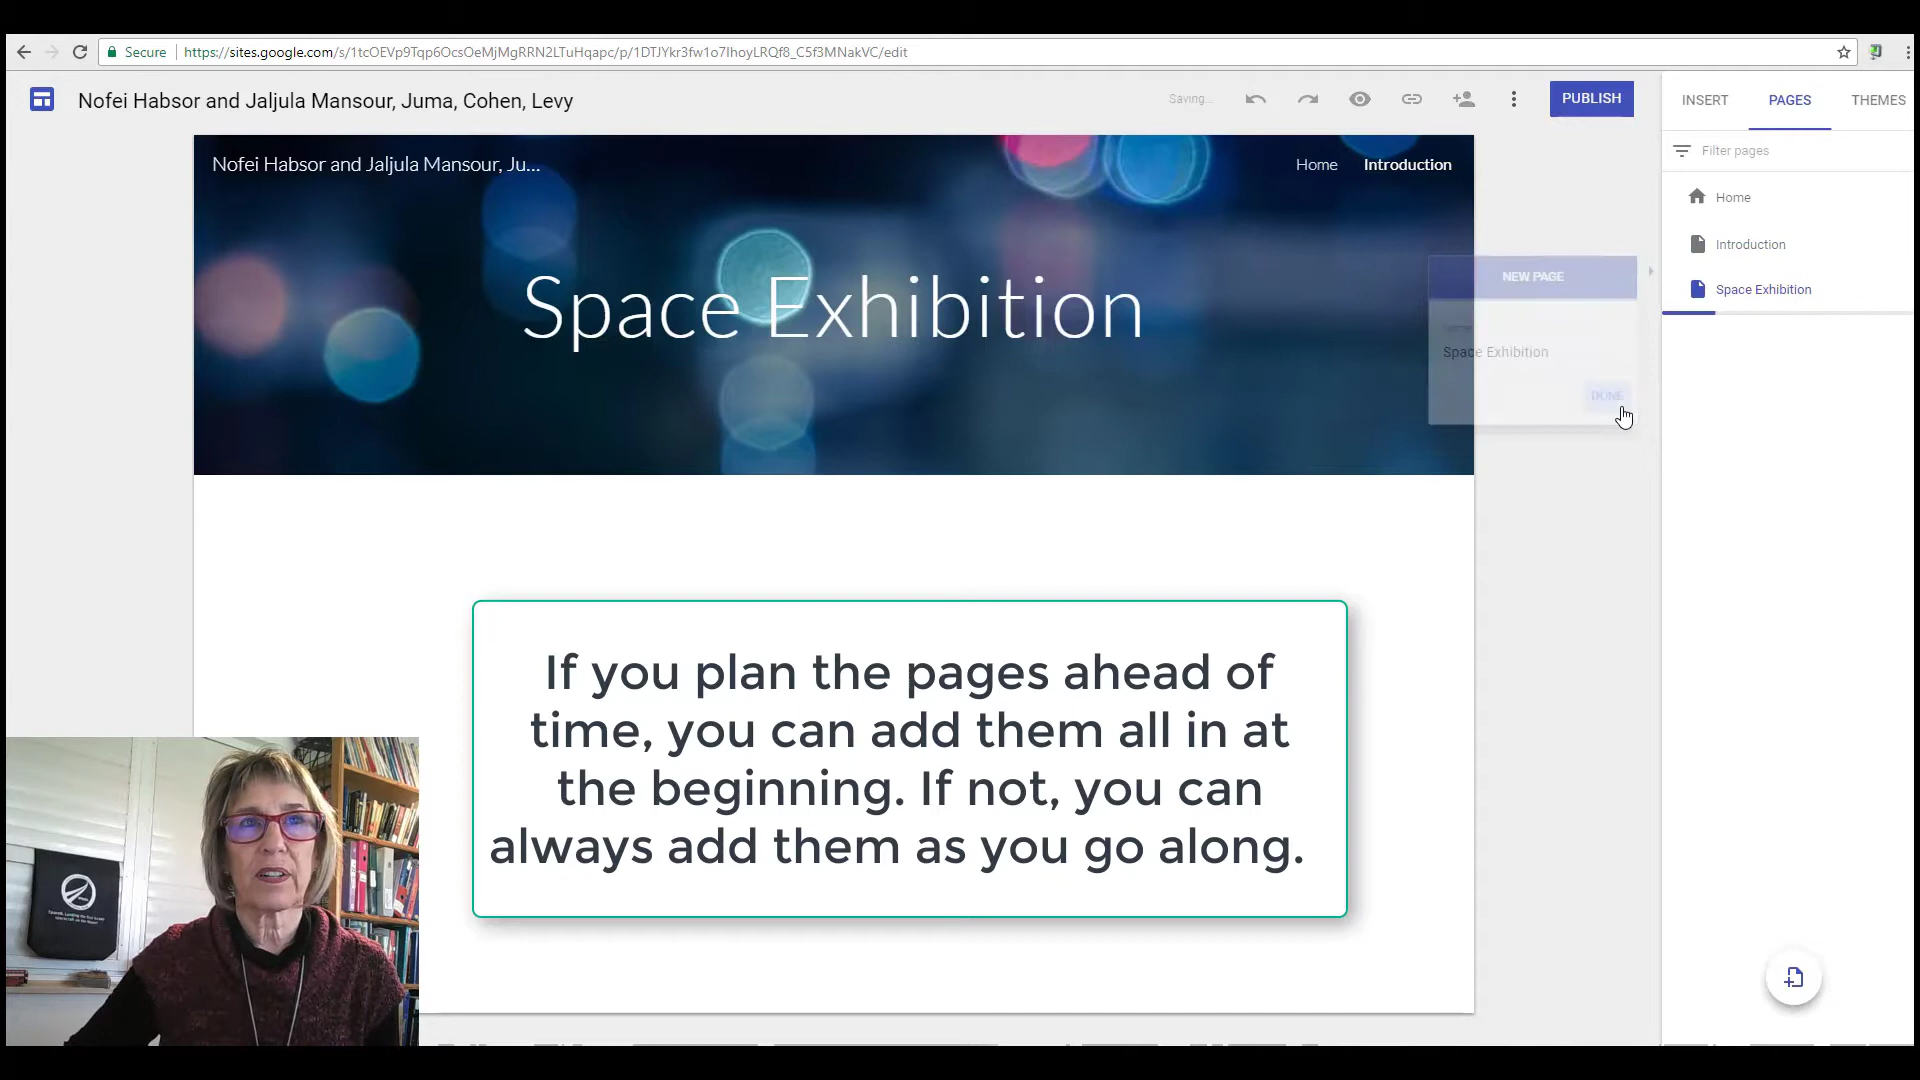 Secure
https://sites.google.com/s/1tcOEVp9Tqp6OcsOeMjMgRRN2LTuHqapc/p/1DTJYkr3fw1o7IhoyLRQf8_C5f3MNakVC/edit
Nofei Habsor and Jaljula Mansour, Juma, Cohen, Levy
Saving...
PUBLISH
INSERT
PAGES
THEMES
Nofei Habsor and Jaljula Mansour, Ju...
Home
Introduction
Filter pages
Home
Introduction
Space Exhibition
NEW PAGE
Name
Space Exhibition
DONE
Space Exhibition
If you plan the pages ahead of
time, you can add them all in at
the beginning. If not, you can
always add them as you go along.